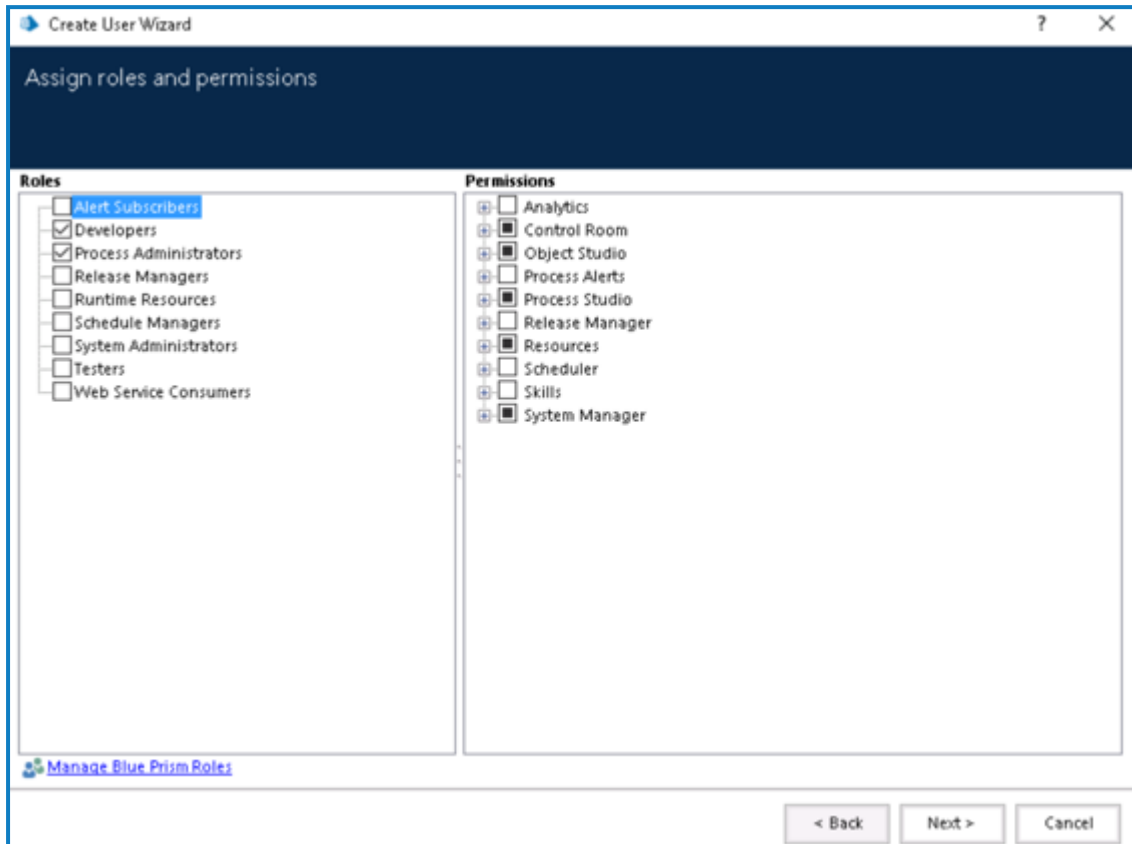 Create User Wizard
?
Assign roles and permissions
Roles
Alert Subscribers
Developers
Process Administrators
Release Managers
Runtime Resources
Schedule Managers
System Administrators
Testers
Web Service Consumers
Permissions
Analytics
Control Room
Object Studio
Process Alerts
Process Studio
Release Manager
Resources
Scheduler
Skills
System Manager
Manage Blue Prism Roles
< Back
Next >
Cancel